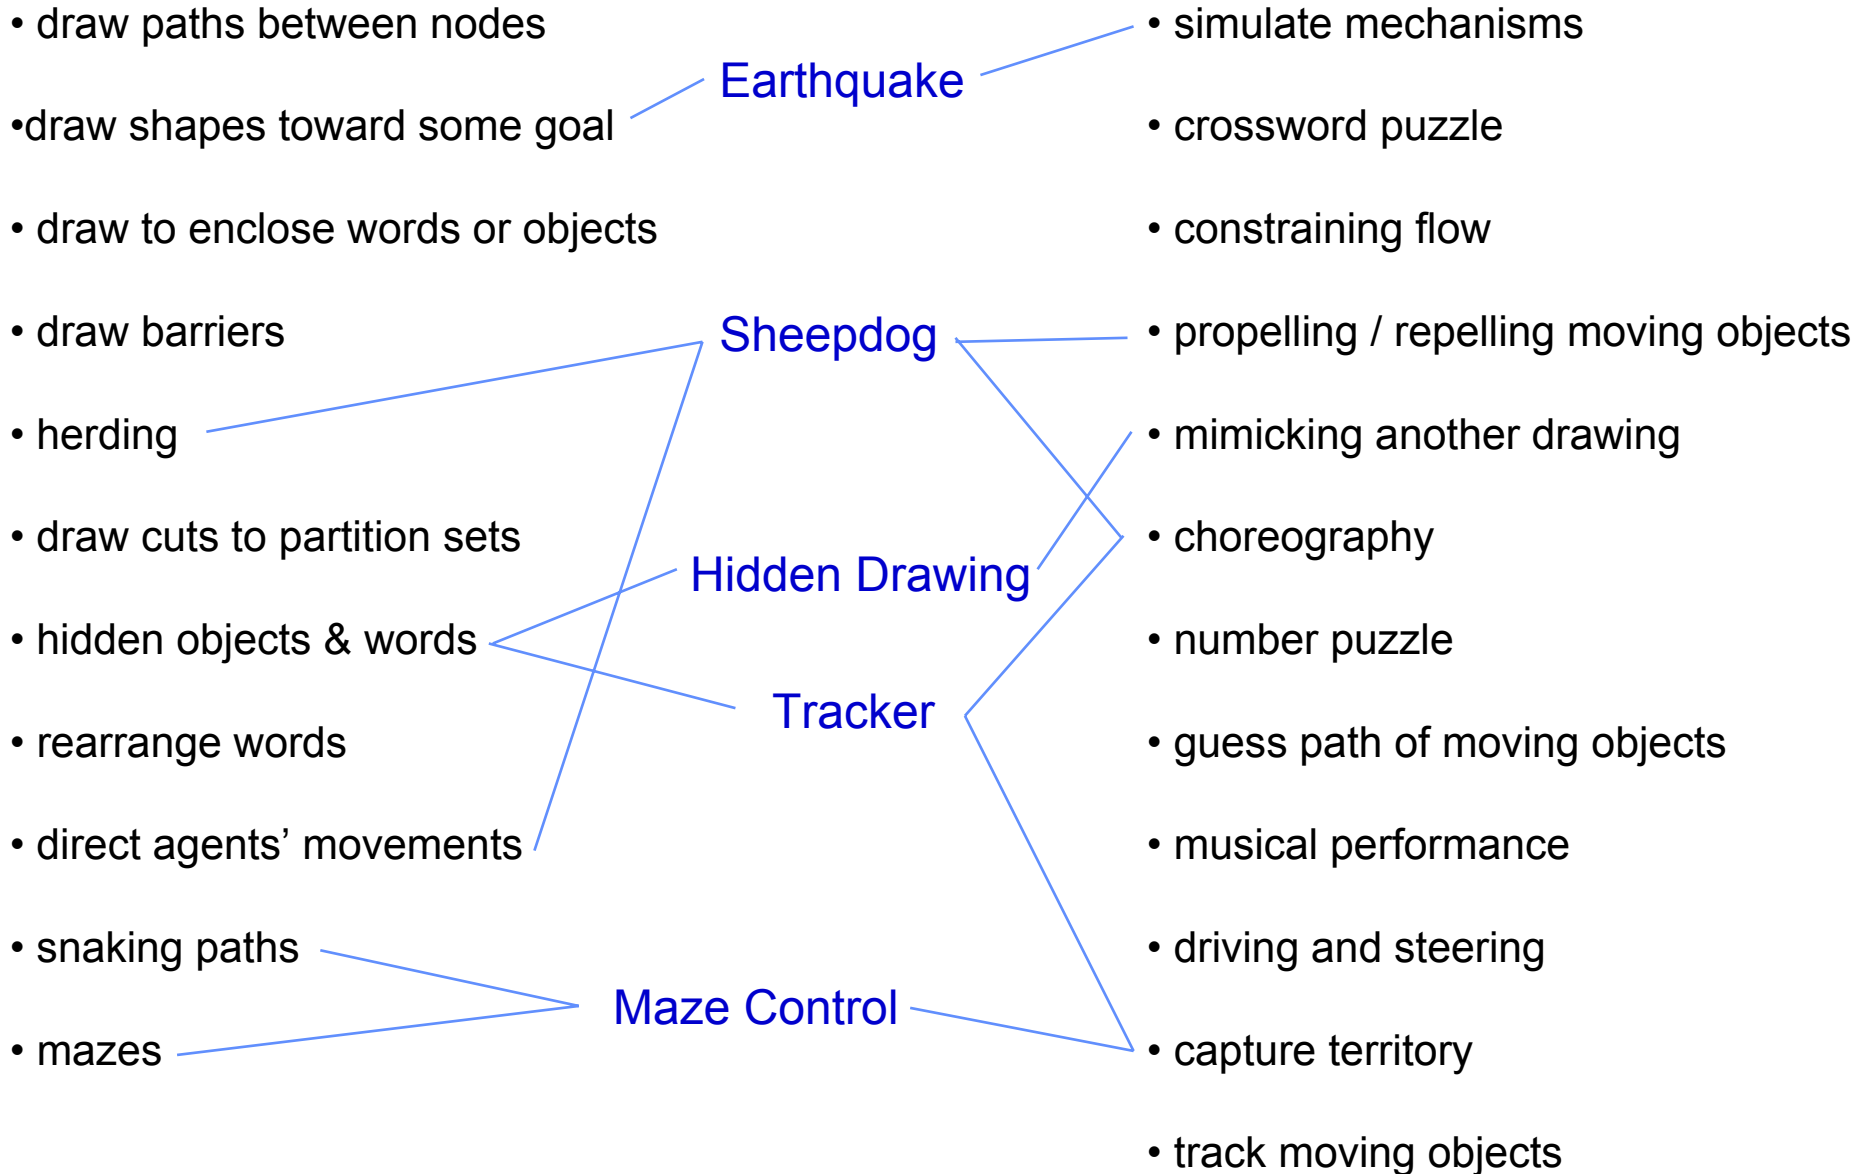 • draw paths between nodes
•draw shapes toward some goal
• draw to enclose words or objects
• draw barriers
• herding
• draw cuts to partition sets
• hidden objects & words
• rearrange words
• direct agents’ movements
• snaking paths
• mazes
Earthquake
Sheepdog
Hidden Drawing
Tracker
Maze Control
• simulate mechanisms
• crossword puzzle
• constraining flow
• propelling / repelling moving objects
• mimicking another drawing
• choreography
• number puzzle
• guess path of moving objects
• musical performance
• driving and steering
• capture territory
• track moving objects